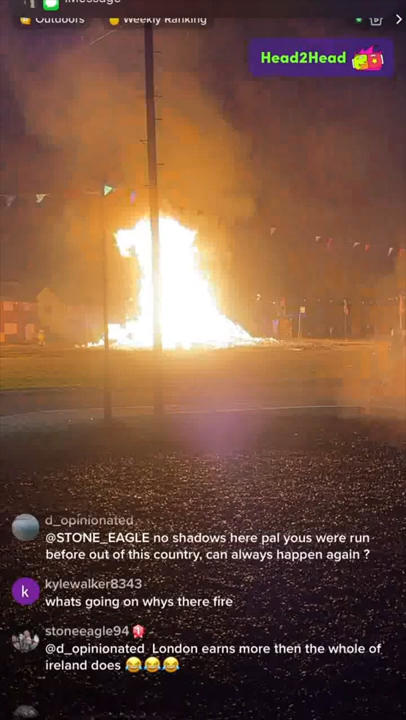 iMessage
Outdoors
Weekly Ranking
Head2Head
d_opinionated
@STONE_EAGLE no shadows here pal yous were run
before out of this country, can always happen again ?
k
kylewalker8343
whats going on whys there fire
stoneeagle94
@d_opinionated London earns more then the whole of
ireland does 😂😂😂